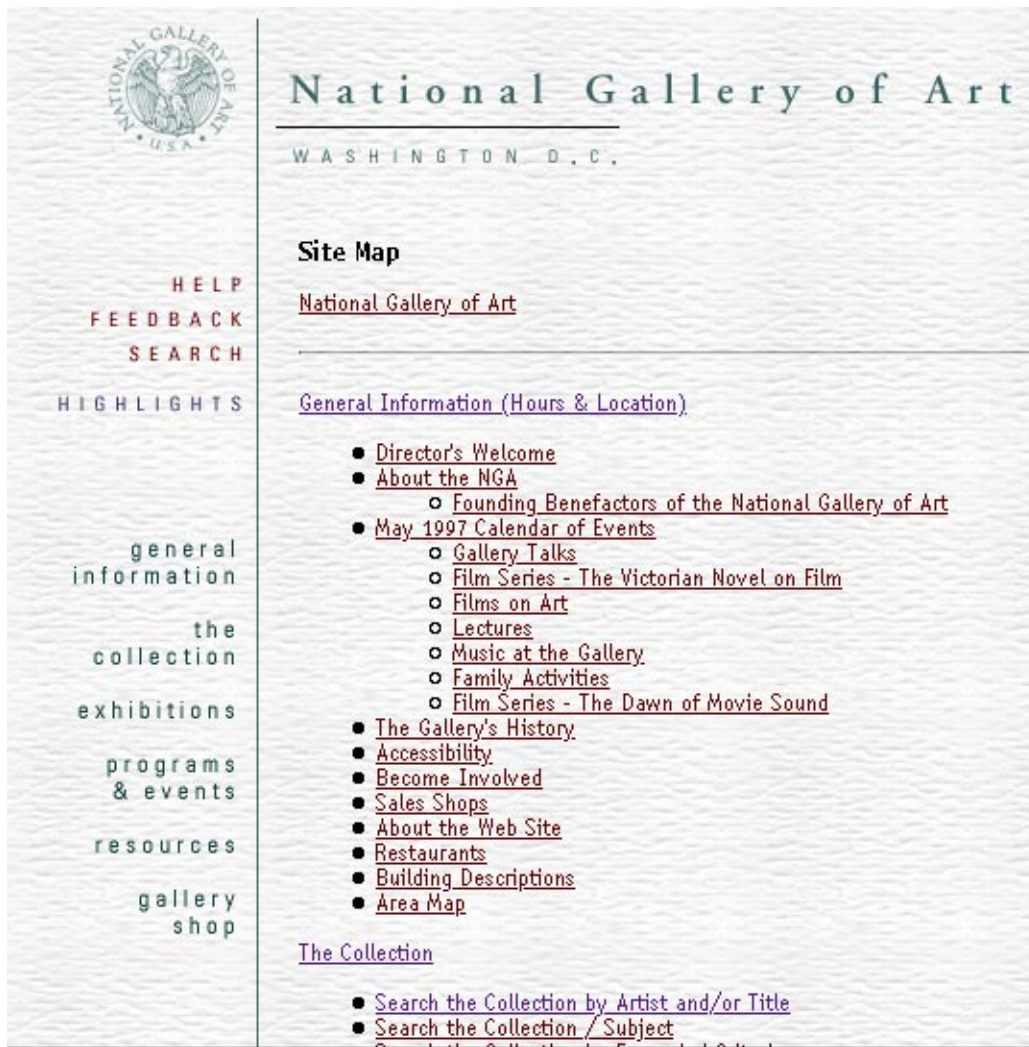 NATIONAL GALLERY OF ART
• U.S.A. •
National Gallery of Art
WASHINGTON D.C.
HELP
FEEDBACK
SEARCH
HIGHLIGHTS
general
information
the
collection
exhibitions
programs
& events
resources
gallery
shop
Site Map
National Gallery of Art
General Information (Hours & Location)
Director's Welcome
About the NGA
Founding Benefactors of the National Gallery of Art
May 1997 Calendar of Events
Gallery Talks
Film Series - The Victorian Novel on Film
Films on Art
Lectures
Music at the Gallery
Family Activities
Film Series - The Dawn of Movie Sound
The Gallery's History
Accessibility
Become Involved
Sales Shops
About the Web Site
Restaurants
Building Descriptions
Area Map
The Collection
Search the Collection by Artist and/or Title
Search the Collection / Subject